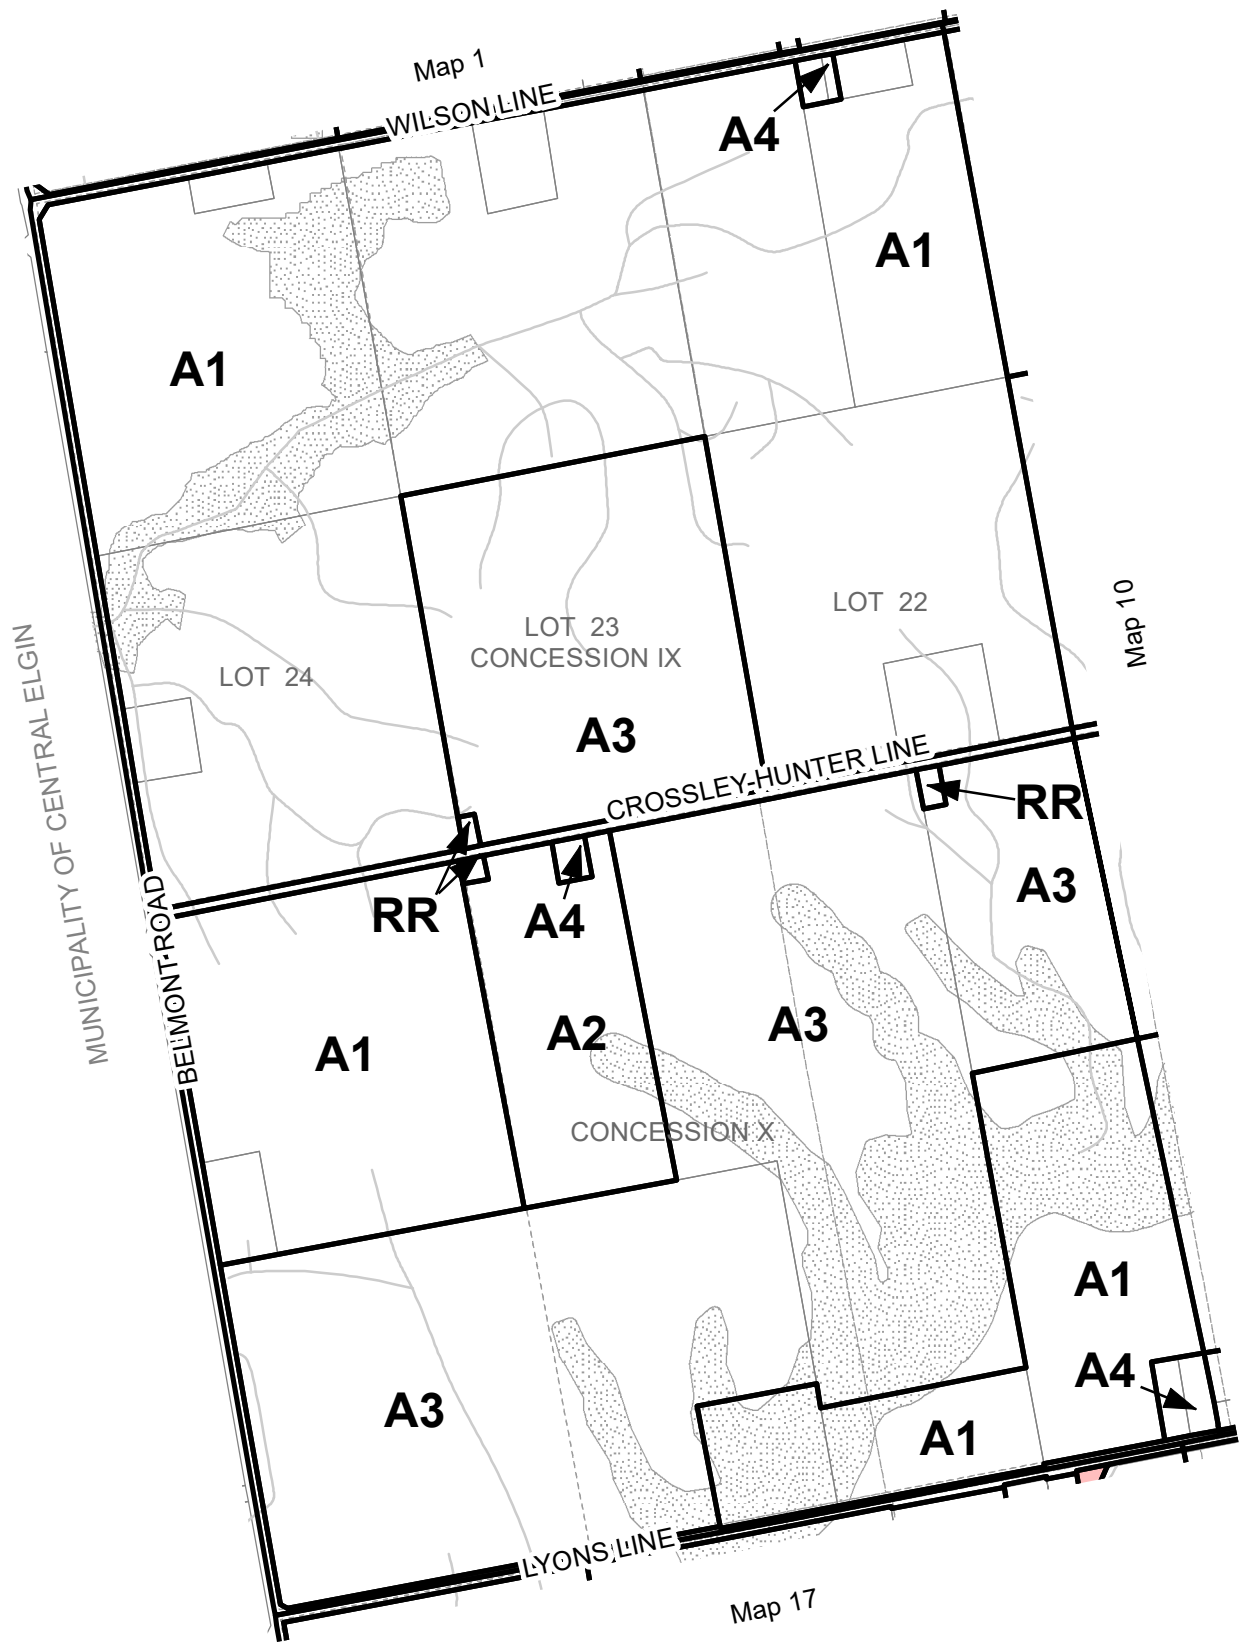 Map 1
WILSON LINE
A4
A1
A1
LOT 22
Map 10
LOT 23
CONCESSION IX
LOT 24
MUNICIPALITY OF CENTRAL ELGIN
A3
CROSSLEY-HUNTER LINE
RR
A3
RR
A4
BELMONT ROAD
A1
A2
A3
CONCESSION X
A1
A4
A3
A1
LYONS LINE
Map 17